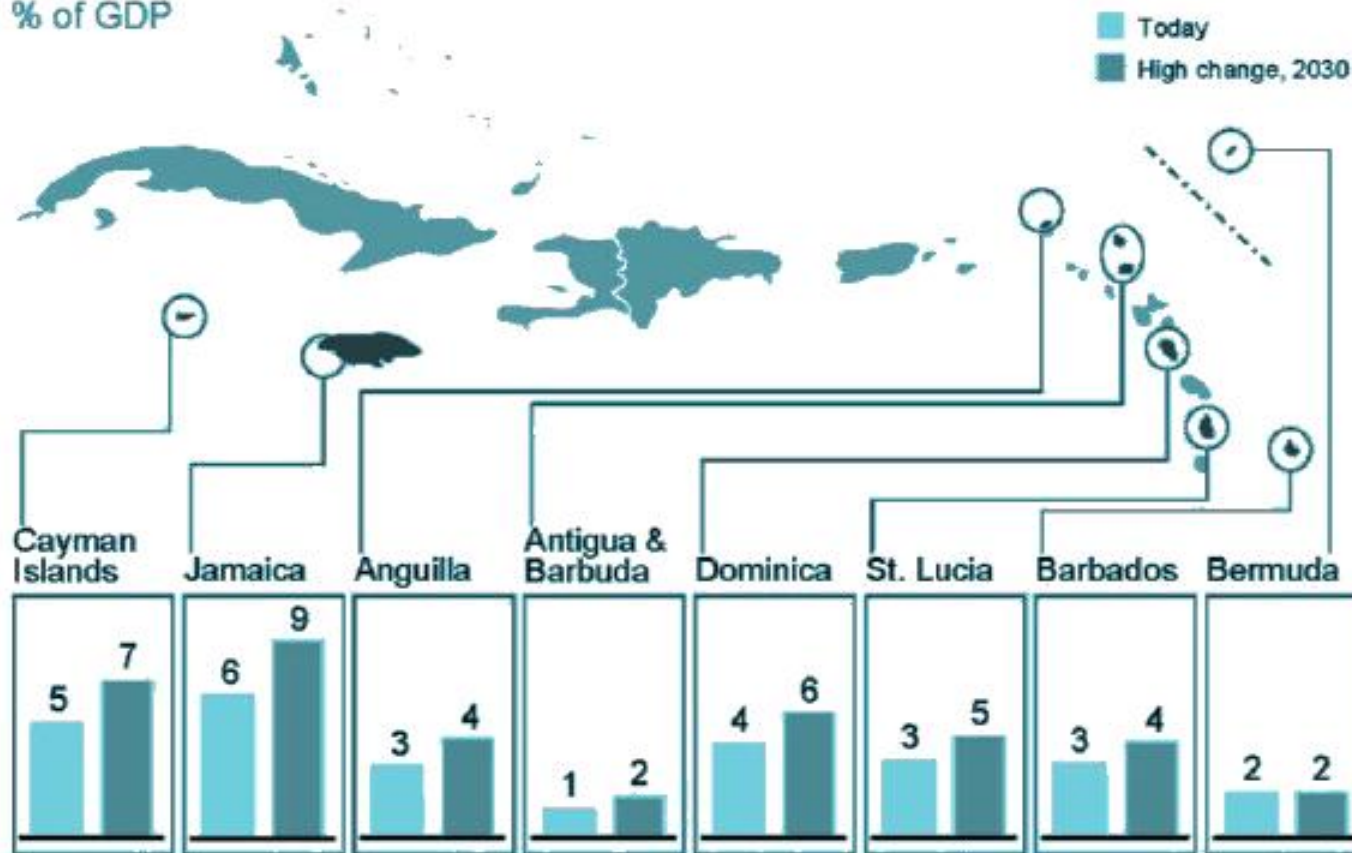 % of GDP
Today
High change, 2030
Cayman
Islands
Jamaica
Anguilla
Antigua &
Barbuda
Dominica
St. Lucia
Barbados
Bermuda
5
7
6
9
3
4
1
2
4
6
3
5
3
4
2
2